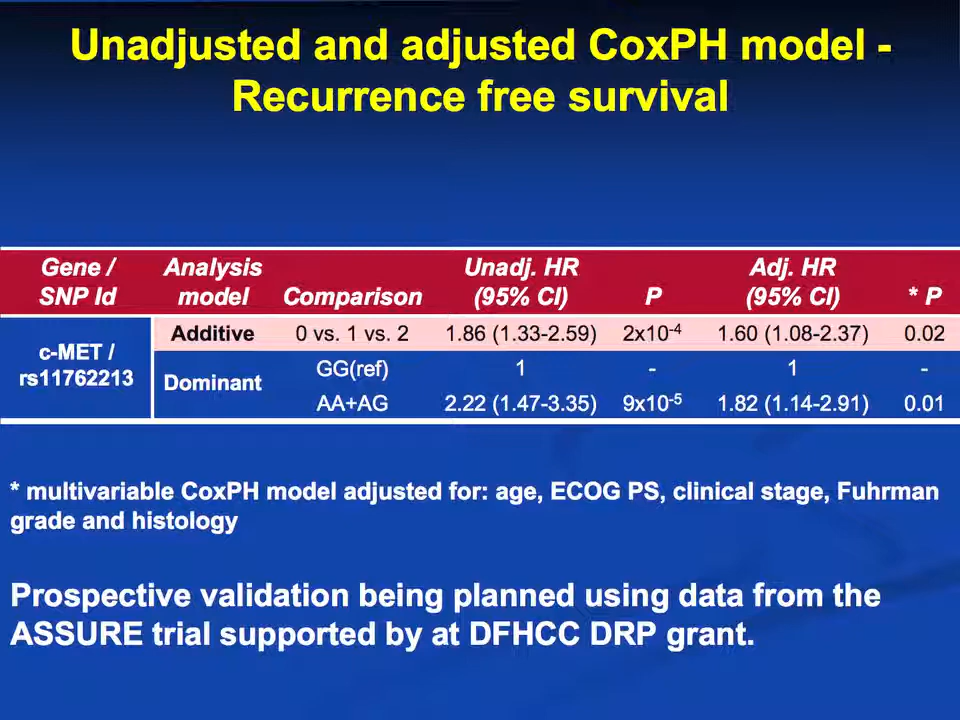 Unadjusted and adjusted CoxPH model -
Recurrence free survival
Gene / SNP Id Analysis model Comparison Unadj. HR (95% CI) P Adj. HR (95% CI) * P
c-MET / rs11762213 Additive 0 vs. 1 vs. 2 1.86 (1.33-2.59) 2x10-4 1.60 (1.08-2.37) 0.02
Dominant GG(ref) 1 - 1 -
AA+AG 2.22 (1.47-3.35) 9x10-5 1.82 (1.14-2.91) 0.01
* multivariable CoxPH model adjusted for: age, ECOG PS, clinical stage, Fuhrman
grade and histology
Prospective validation being planned using data from the
ASSURE trial supported by at DFHCC DRP grant.